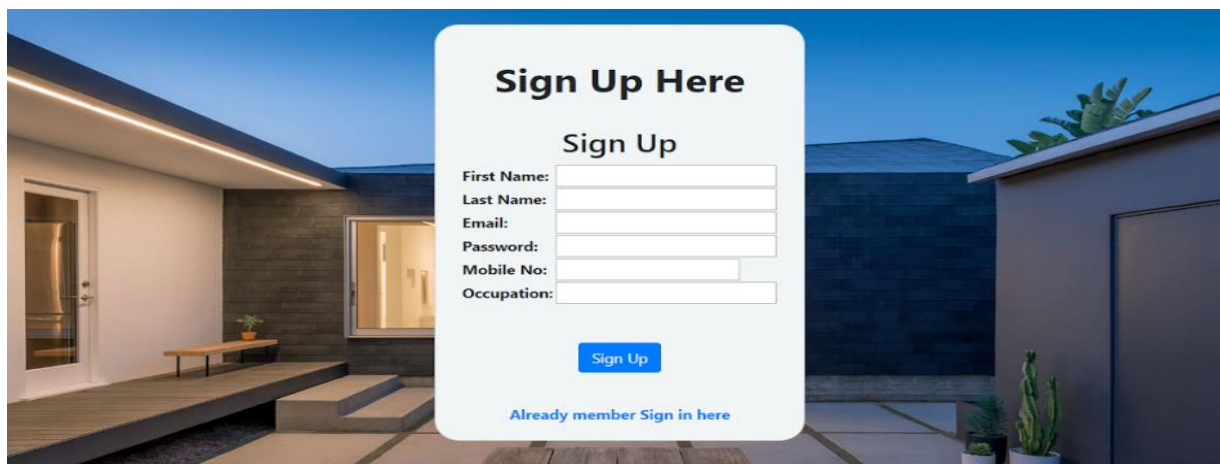 Sign Up Here
Sign Up
First Name:
Last Name:
Email:
Password:
Mobile No:
Occupation:
Sign Up
Already member Sign in here